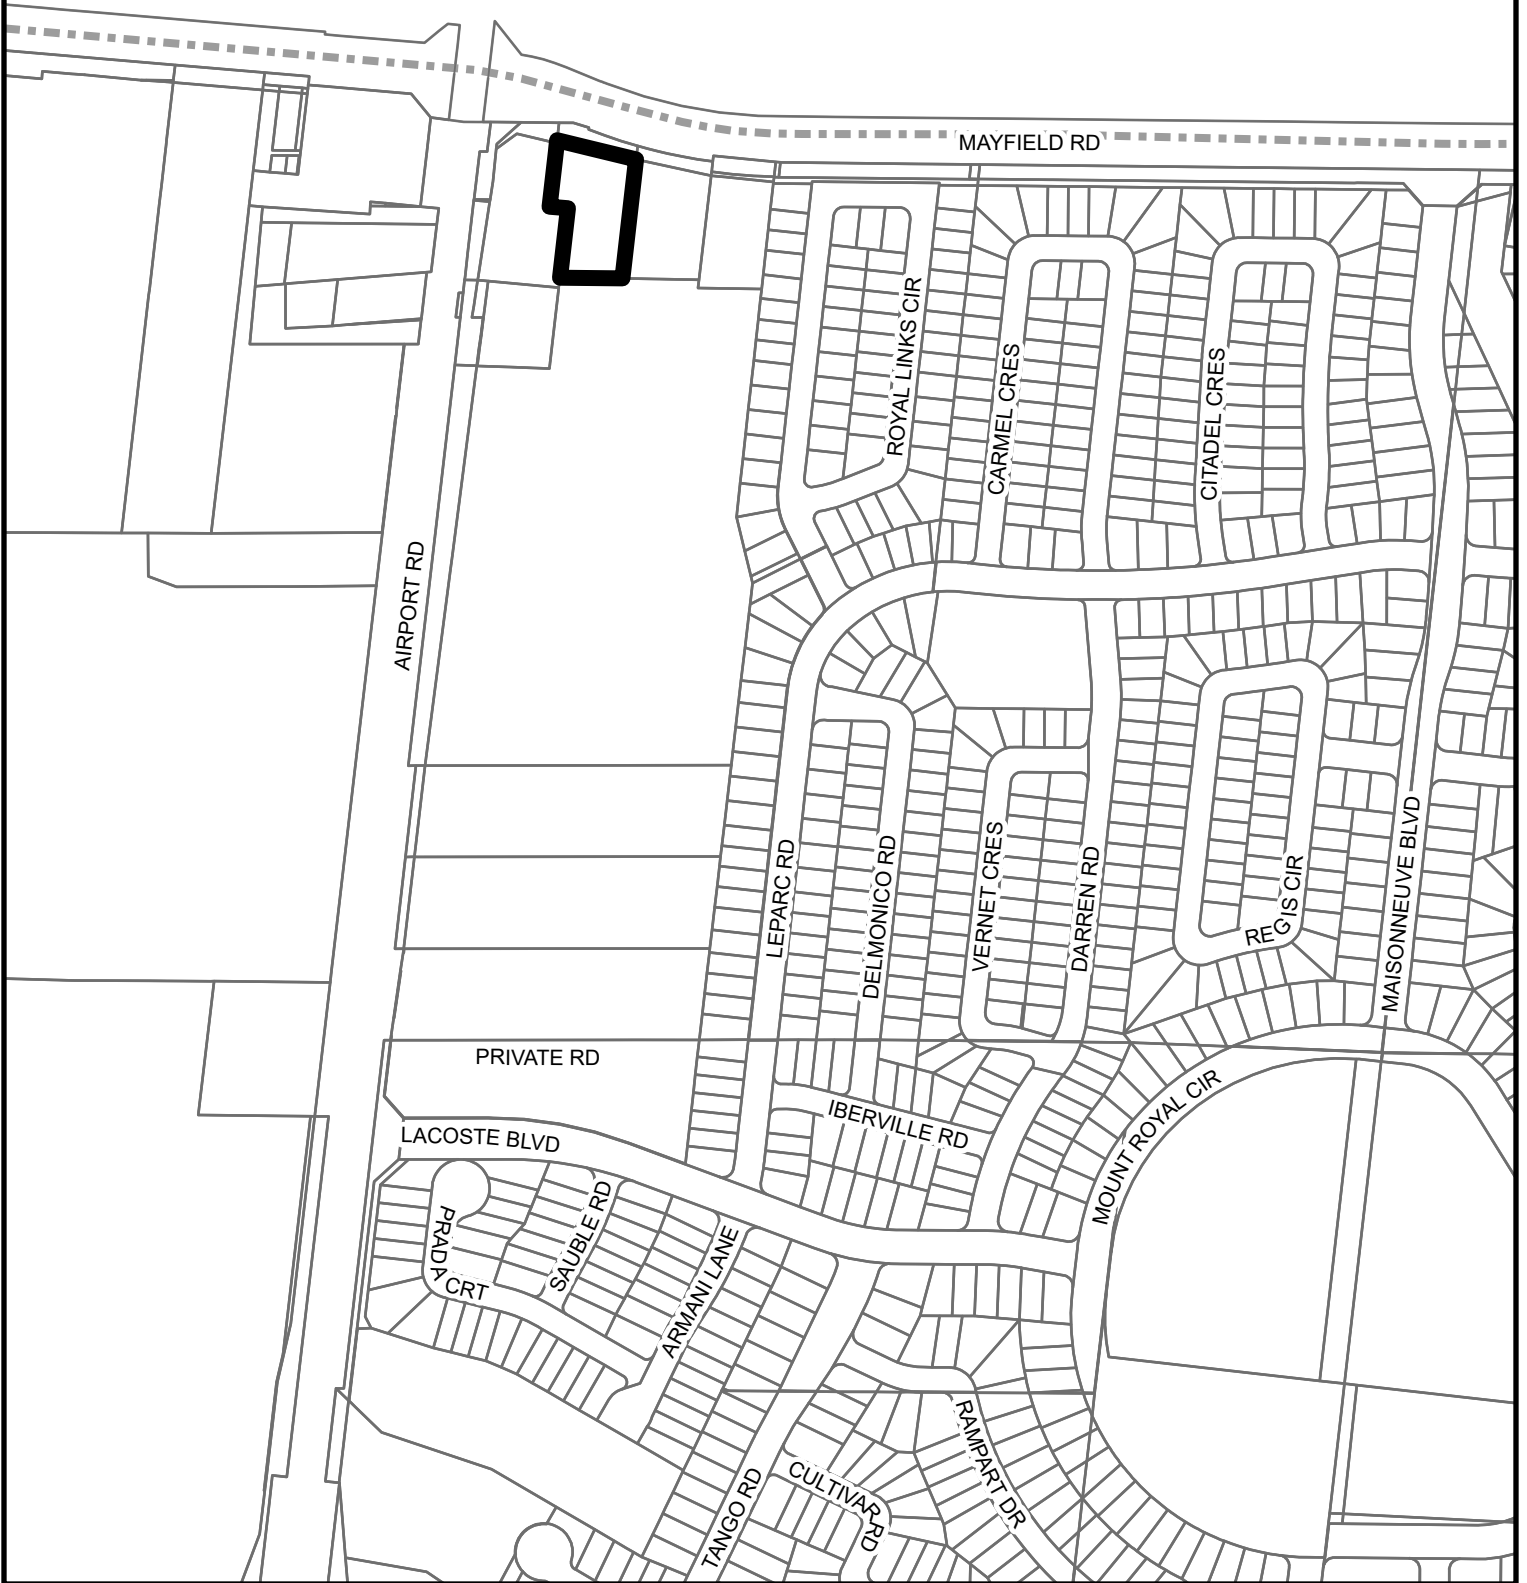 MAYFIELD RD
ROYAL LINKS CIR
CARMEL CRES
CITADEL CRES
AIRPORT RD
LEPARC RD
DELMONICO RD
VERNET CRES
DARREN RD
REGIS CIR
MAISONNEUVE BLVD
PRIVATE RD
LACOSTE BLVD
IBERVILLE RD
MOUNT ROYAL CIR
PRADA CRT
SAUBLE RD
ARMANI LANE
TANGO RD
CULTIVAR RD
RAMPART DR